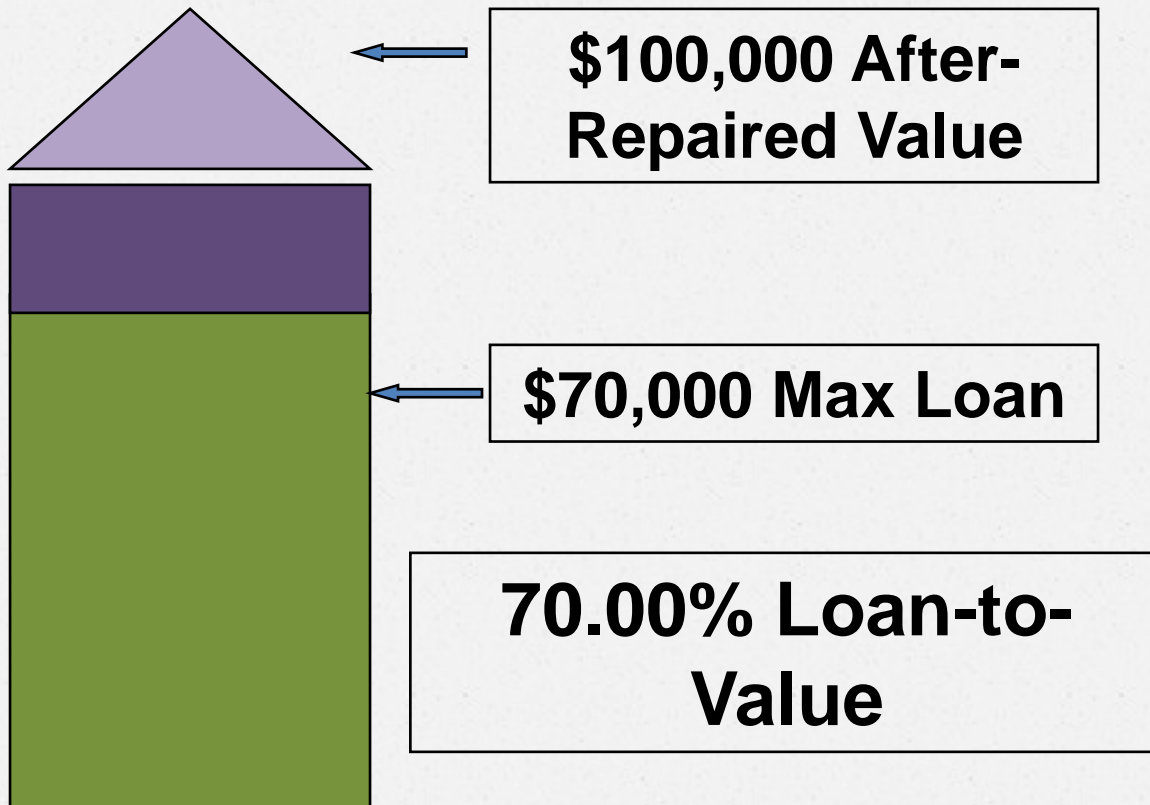 $100,000 After-
Repaired Value
$70,000 Max Loan
70.00% Loan-to-
Value